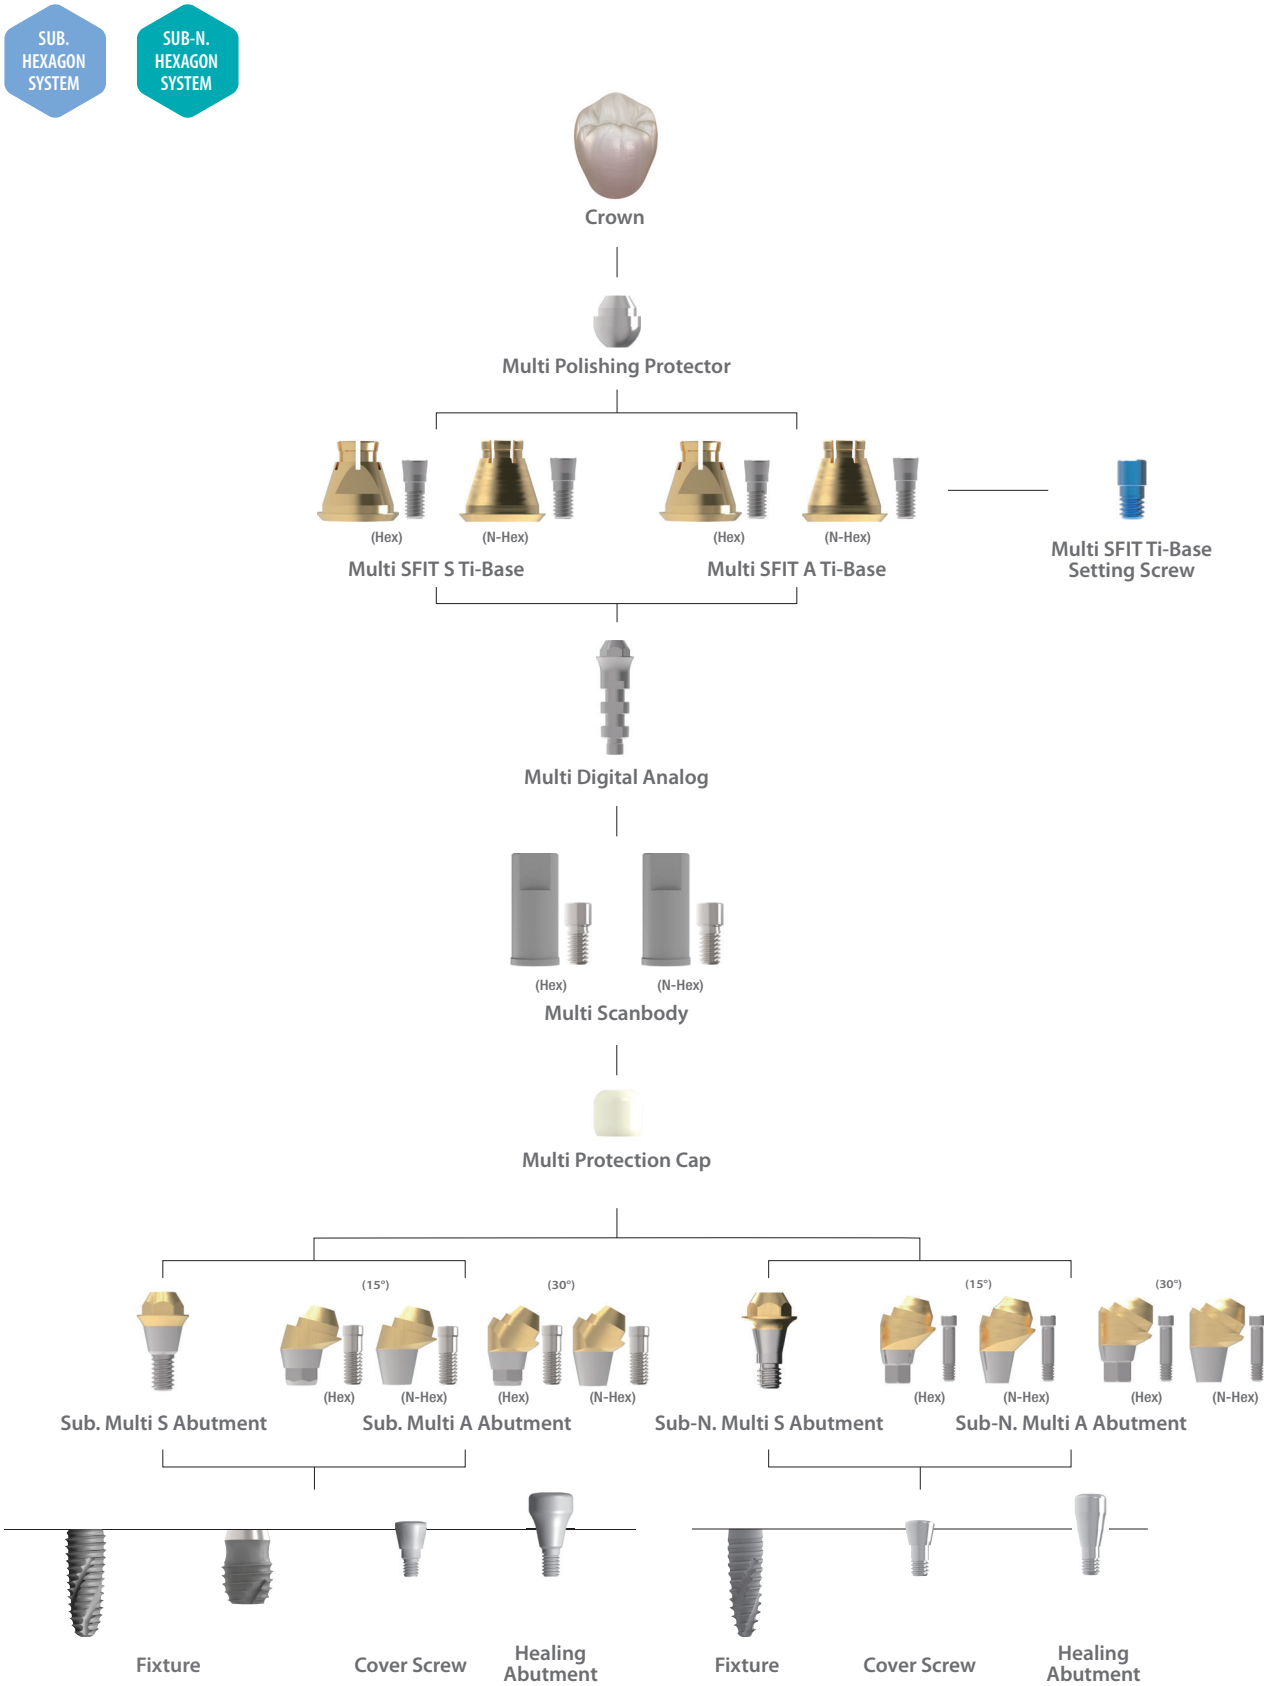 SUB.
HEXAGON
SYSTEM
SUB-N.
HEXAGON
SYSTEM
Crown
Multi Polishing Protector
(Hex)
(N-Hex)
(Hex)
(N-Hex)
Multi SFIT S Ti-Base
Multi SFIT A Ti-Base
Multi SFIT Ti-Base
Setting Screw
Multi Digital Analog
(Hex)
(N-Hex)
Multi Scanbody
Multi Protection Cap
(15°)
(30°)
(15°)
(30°)
(Hex)
(N-Hex)
(Hex)
(N-Hex)
(Hex)
(N-Hex)
(Hex)
(N-Hex)
Sub. Multi S Abutment
Sub. Multi A Abutment
Sub-N. Multi S Abutment
Sub-N. Multi A Abutment
Fixture
Cover Screw
Healing
Abutment
Fixture
Cover Screw
Healing
Abutment